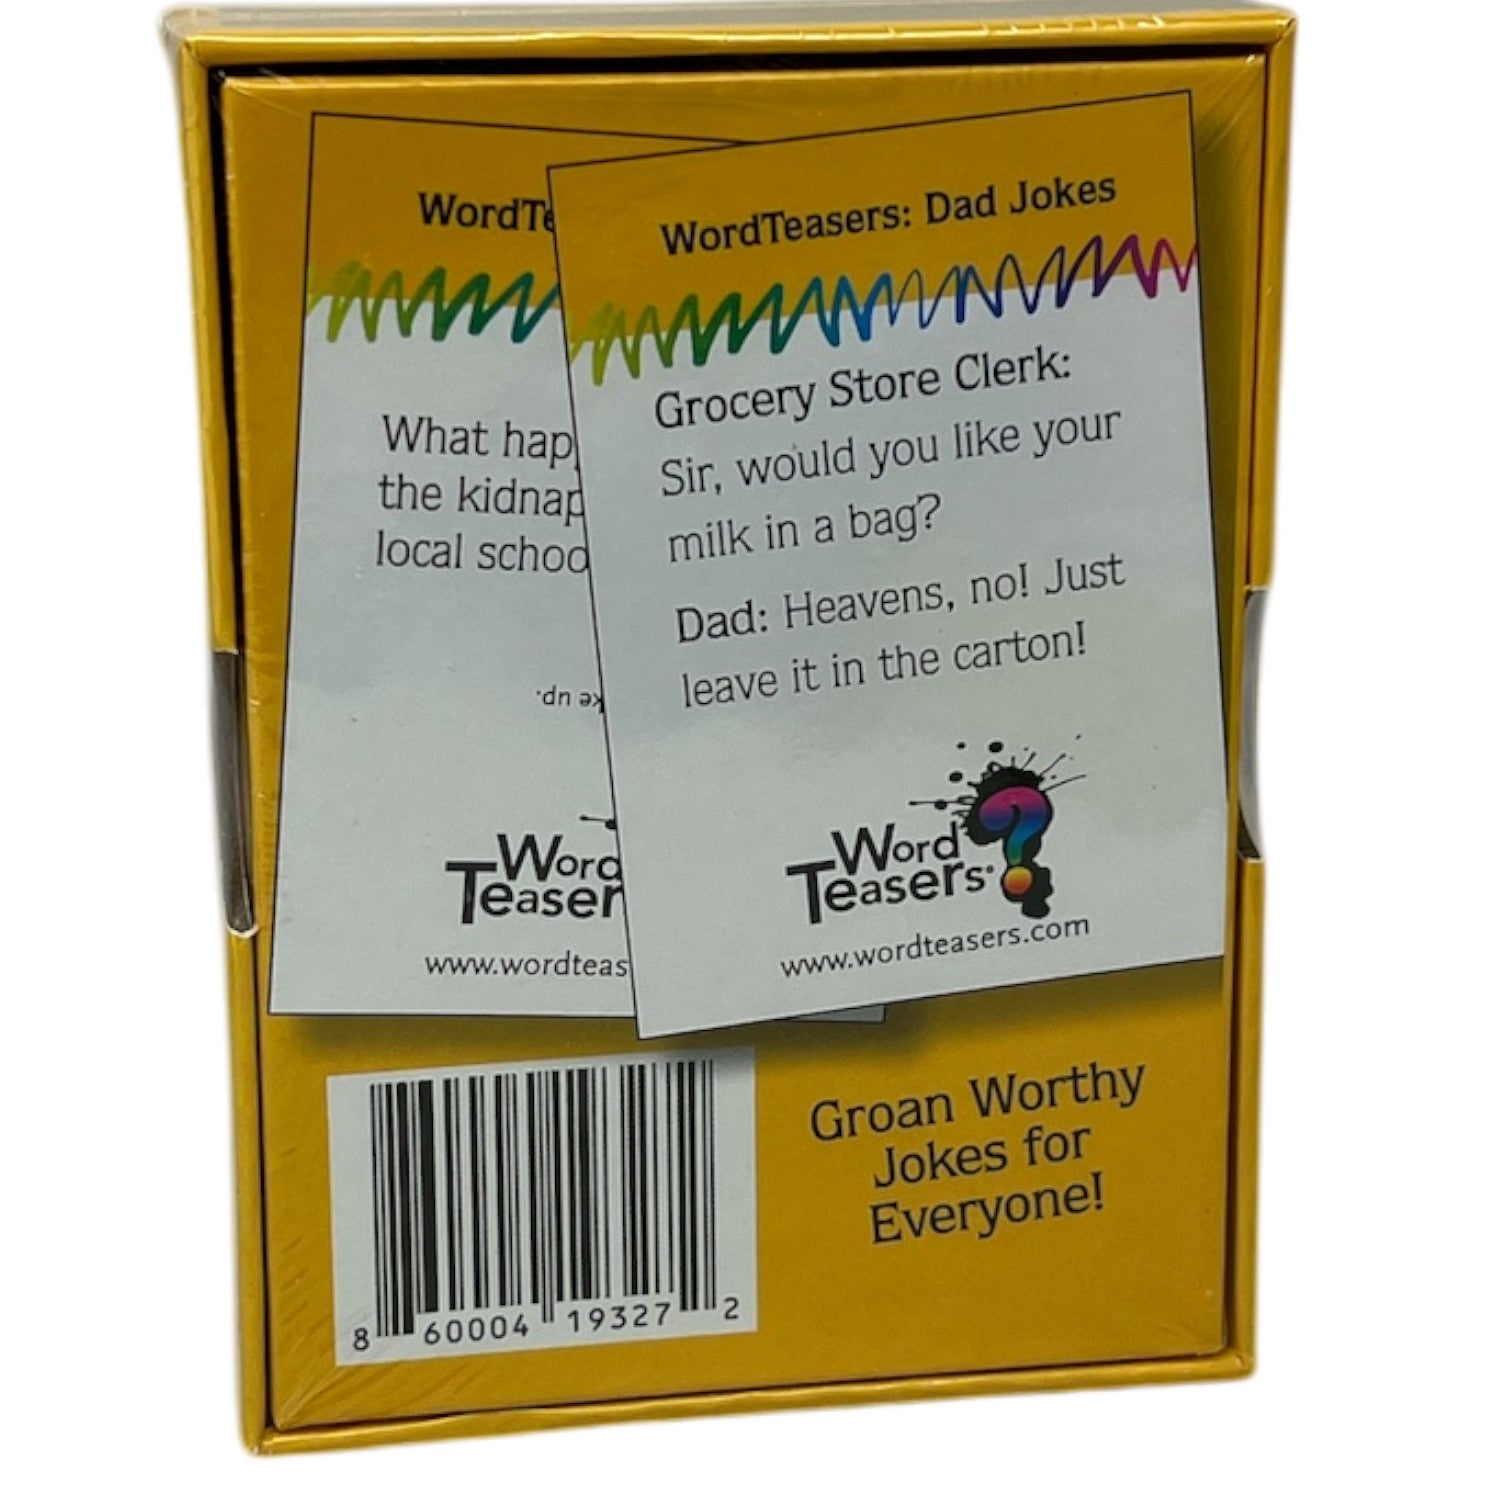 WordTe
What hap
the kidnap
local schoo
ke up.
Word
Teaser
www.wordteas
WordTeasers: Dad Jokes
Grocery Store Clerk:
Sir, would you like your
milk in a bag?
Dad: Heavens, no! Just
leave it in the carton!
Word
Teasers®
www.wordteasers.com
8 60004 19327 2
Groan Worthy
Jokes for
Everyone!